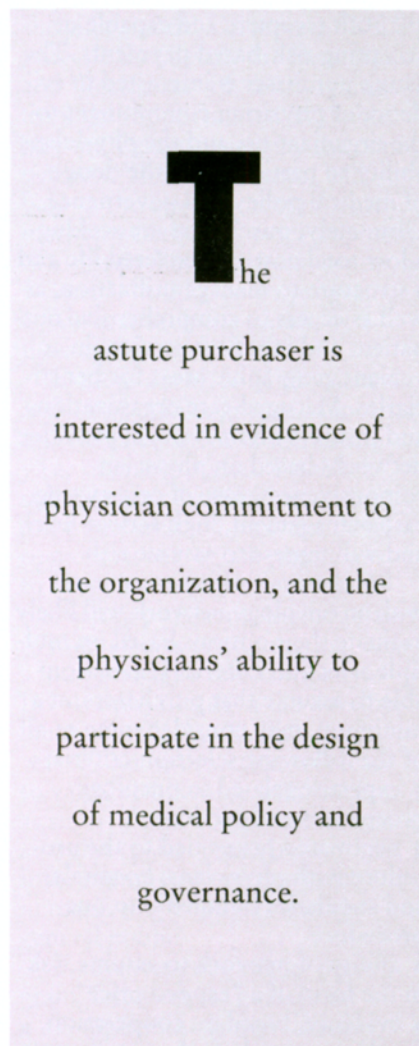 The
astute purchaser is
interested in evidence of
physician commitment to
the organization, and the
physicians’ ability to
participate in the design
of medical policy and
governance.